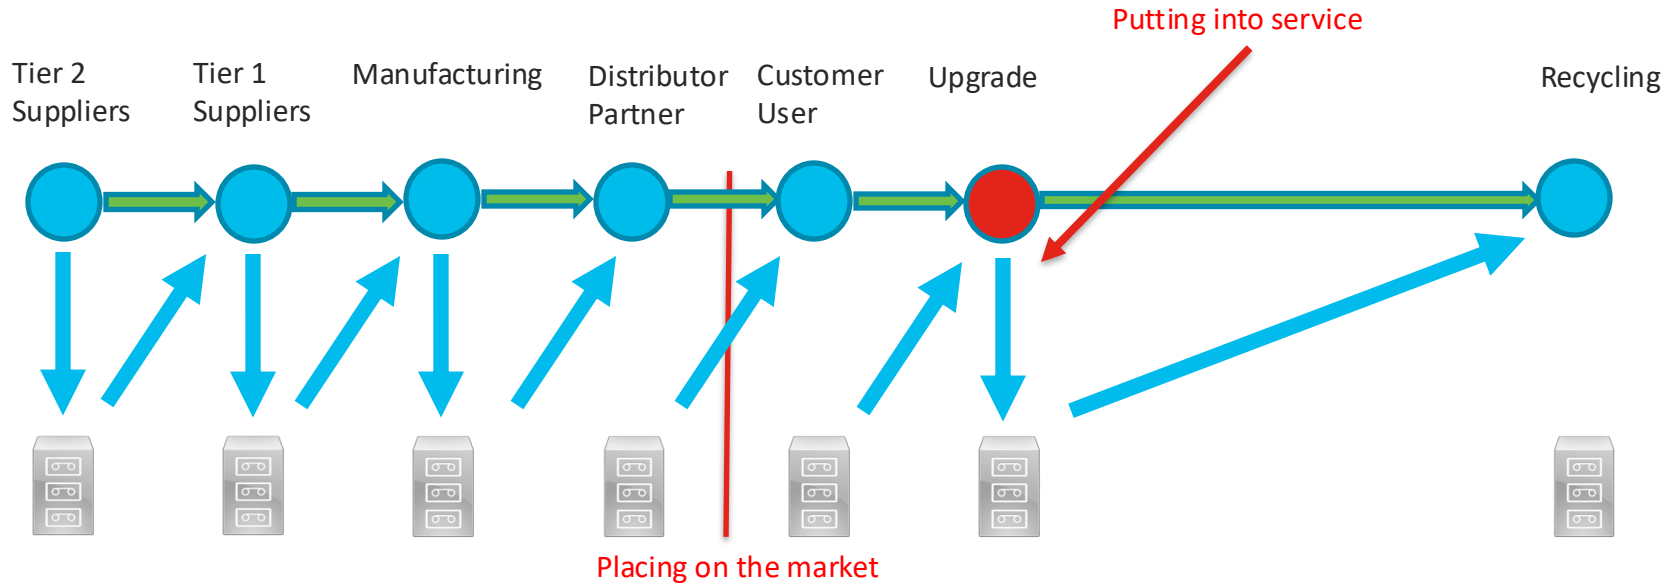 Putting into service
Tier 2
Suppliers
Tier 1
Suppliers
Manufacturing
Distributor
Partner
Customer
User
Upgrade
Recycling
Placing on the market